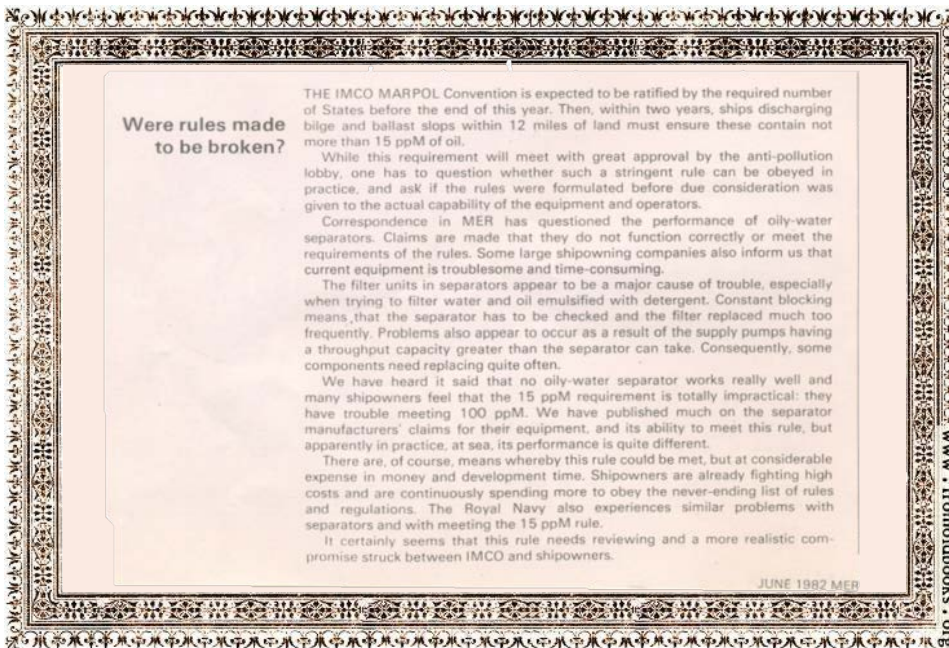 Were rules made
to be broken?
THE IMCO MARPOL Convention is expected to be ratified by the required number
of States before the end of this year. Then, within two years, ships discharging
bilge and ballast slops within 12 miles of land must ensure these contain not
more than 15 ppM of oil.
While this requirement will meet with great approval by the anti-pollution
lobby, one has to question whether such a stringent rule can be obeyed in
practice, and ask if the rules were formulated before due consideration was
given to the actual capability of the equipment and operators.
Correspondence in MER has questioned the performance of oily-water
separators. Claims are made that they do not function correctly or meet the
requirements of the rules. Some large shipowning companies also inform us that
current equipment is troublesome and time-consuming.
The filter units in separators appear to be a major cause of trouble, especially
when trying to filter water and oil emulsified with detergent. Constant blocking
means that the separator has to be checked and the filter replaced much too
frequently. Problems also appear to occur as a result of the supply pumps having
a throughput capacity greater than the separator can take. Consequently, some
components need replacing quite often.
We have heard it said that no oily-water separator works really well and
many shipowners feel that the 15 ppM requirement is totally impractical: they
have trouble meeting 100 ppM. We have published much on the separator
manufacturers' claims for their equipment, and its ability to meet this rule, but
apparently in practice, at sea, its performance is quite different.
There are, of course, means whereby this rule could be met, but at considerable
expense in money and development time. Shipowners are already fighting high
costs and are continuously spending more to obey the never-ending list of rules
and regulations. The Royal Navy also experiences similar problems with
separators and with meeting the 15 ppM rule.
It certainly seems that this rule needs reviewing and a more realistic com-
promise struck between IMCO and shipowners.
JUNE 1982 MER